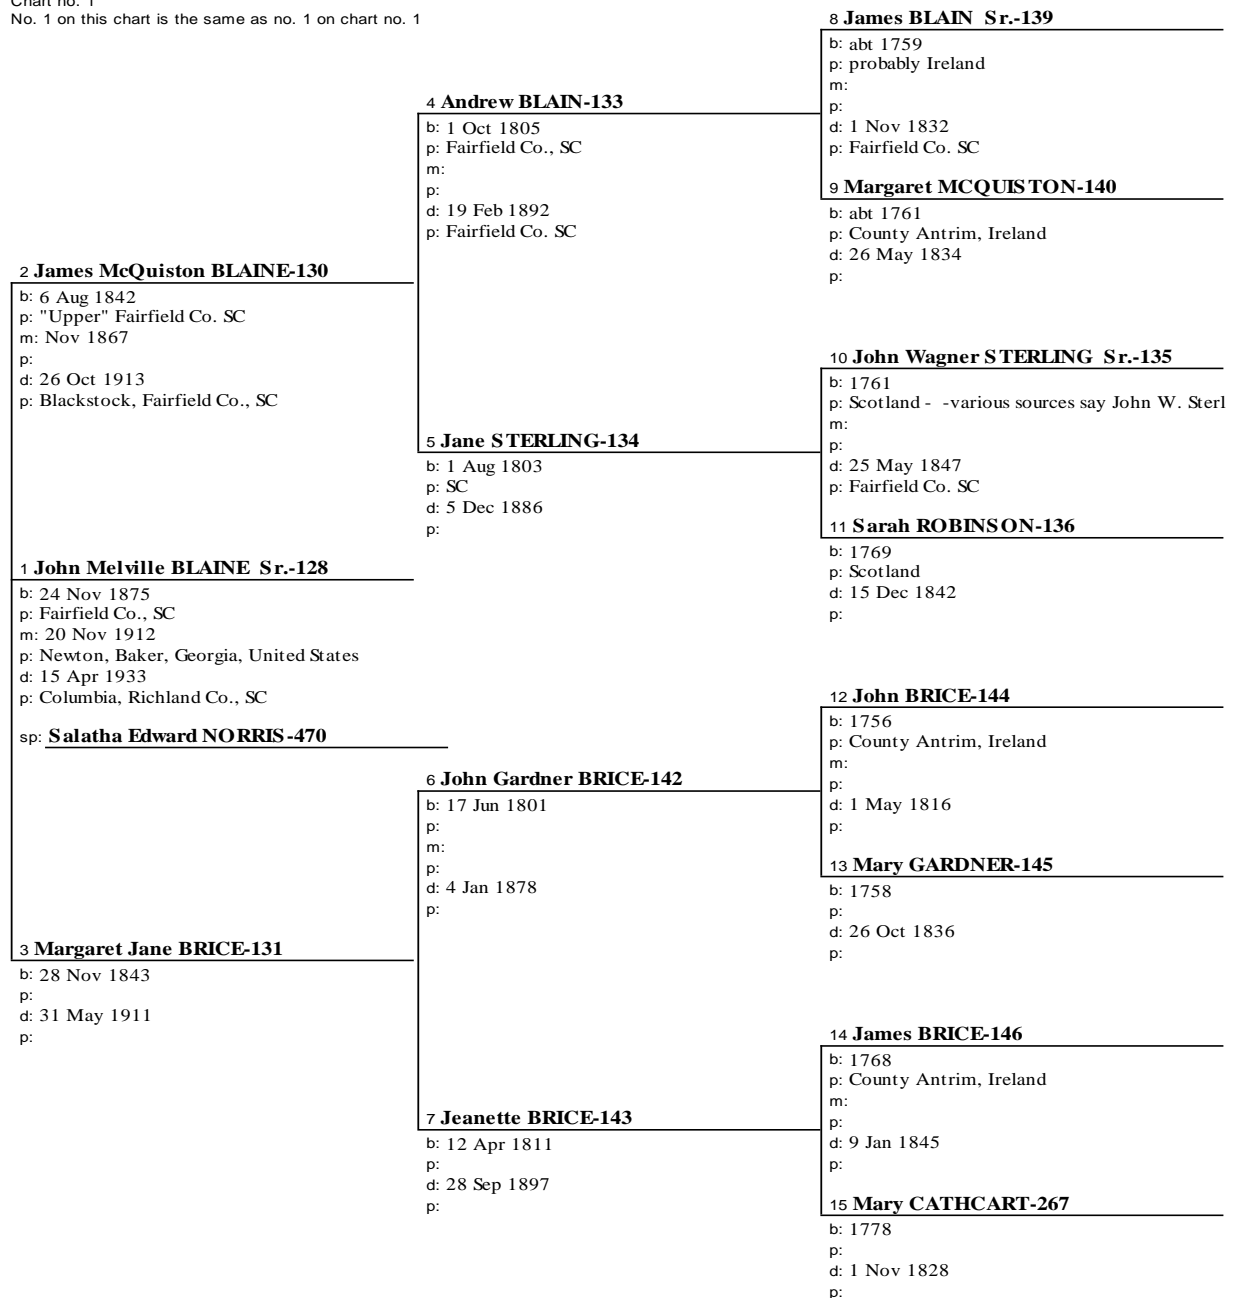 Chart no. 1
No. 1 on this chart is the same as no. 1 on chart no. 1
8 James BLAIN Sr.-139
b: abt 1759
p: probably Ireland
m:
p:
d: 1 Nov 1832
p: Fairfield Co. SC
4 Andrew BLAIN-133
b: 1 Oct 1805
p: Fairfield Co., SC
m:
p:
d: 19 Feb 1892
p: Fairfield Co. SC
9 Margaret MCQUISTON-140
b: abt 1761
p: County Antrim, Ireland
d: 26 May 1834
p:
2 James McQuiston BLAINE-130
b: 6 Aug 1842
p: "Upper" Fairfield Co. SC
m: Nov 1867
p:
d: 26 Oct 1913
p: Blackstock, Fairfield Co., SC
10 John Wagner STERLING Sr.-135
b: 1761
p: Scotland - -various sources say John W. Sterl
m:
p:
d: 25 May 1847
p: Fairfield Co. SC
5 Jane STERLING-134
b: 1 Aug 1803
p: SC
d: 5 Dec 1886
p:
11 Sarah ROBINSON-136
b: 1769
p: Scotland
d: 15 Dec 1842
p:
1 John Melville BLAINE Sr.-128
b: 24 Nov 1875
p: Fairfield Co., SC
m: 20 Nov 1912
p: Newton, Baker, Georgia, United States
d: 15 Apr 1933
p: Columbia, Richland Co., SC
sp: Salatha Edward NORRIS-470
12 John BRICE-144
b: 1756
p: County Antrim, Ireland
m:
p:
d: 1 May 1816
p:
6 John Gardner BRICE-142
b: 17 Jun 1801
p:
m:
p:
d: 4 Jan 1878
p:
13 Mary GARDNER-145
b: 1758
p:
d: 26 Oct 1836
p:
3 Margaret Jane BRICE-131
b: 28 Nov 1843
p:
d: 31 May 1911
p:
14 James BRICE-146
b: 1768
p: County Antrim, Ireland
m:
p:
d: 9 Jan 1845
p:
7 Jeanette BRICE-143
b: 12 Apr 1811
p:
d: 28 Sep 1897
p:
15 Mary CATHCART-267
b: 1778
p:
d: 1 Nov 1828
p: